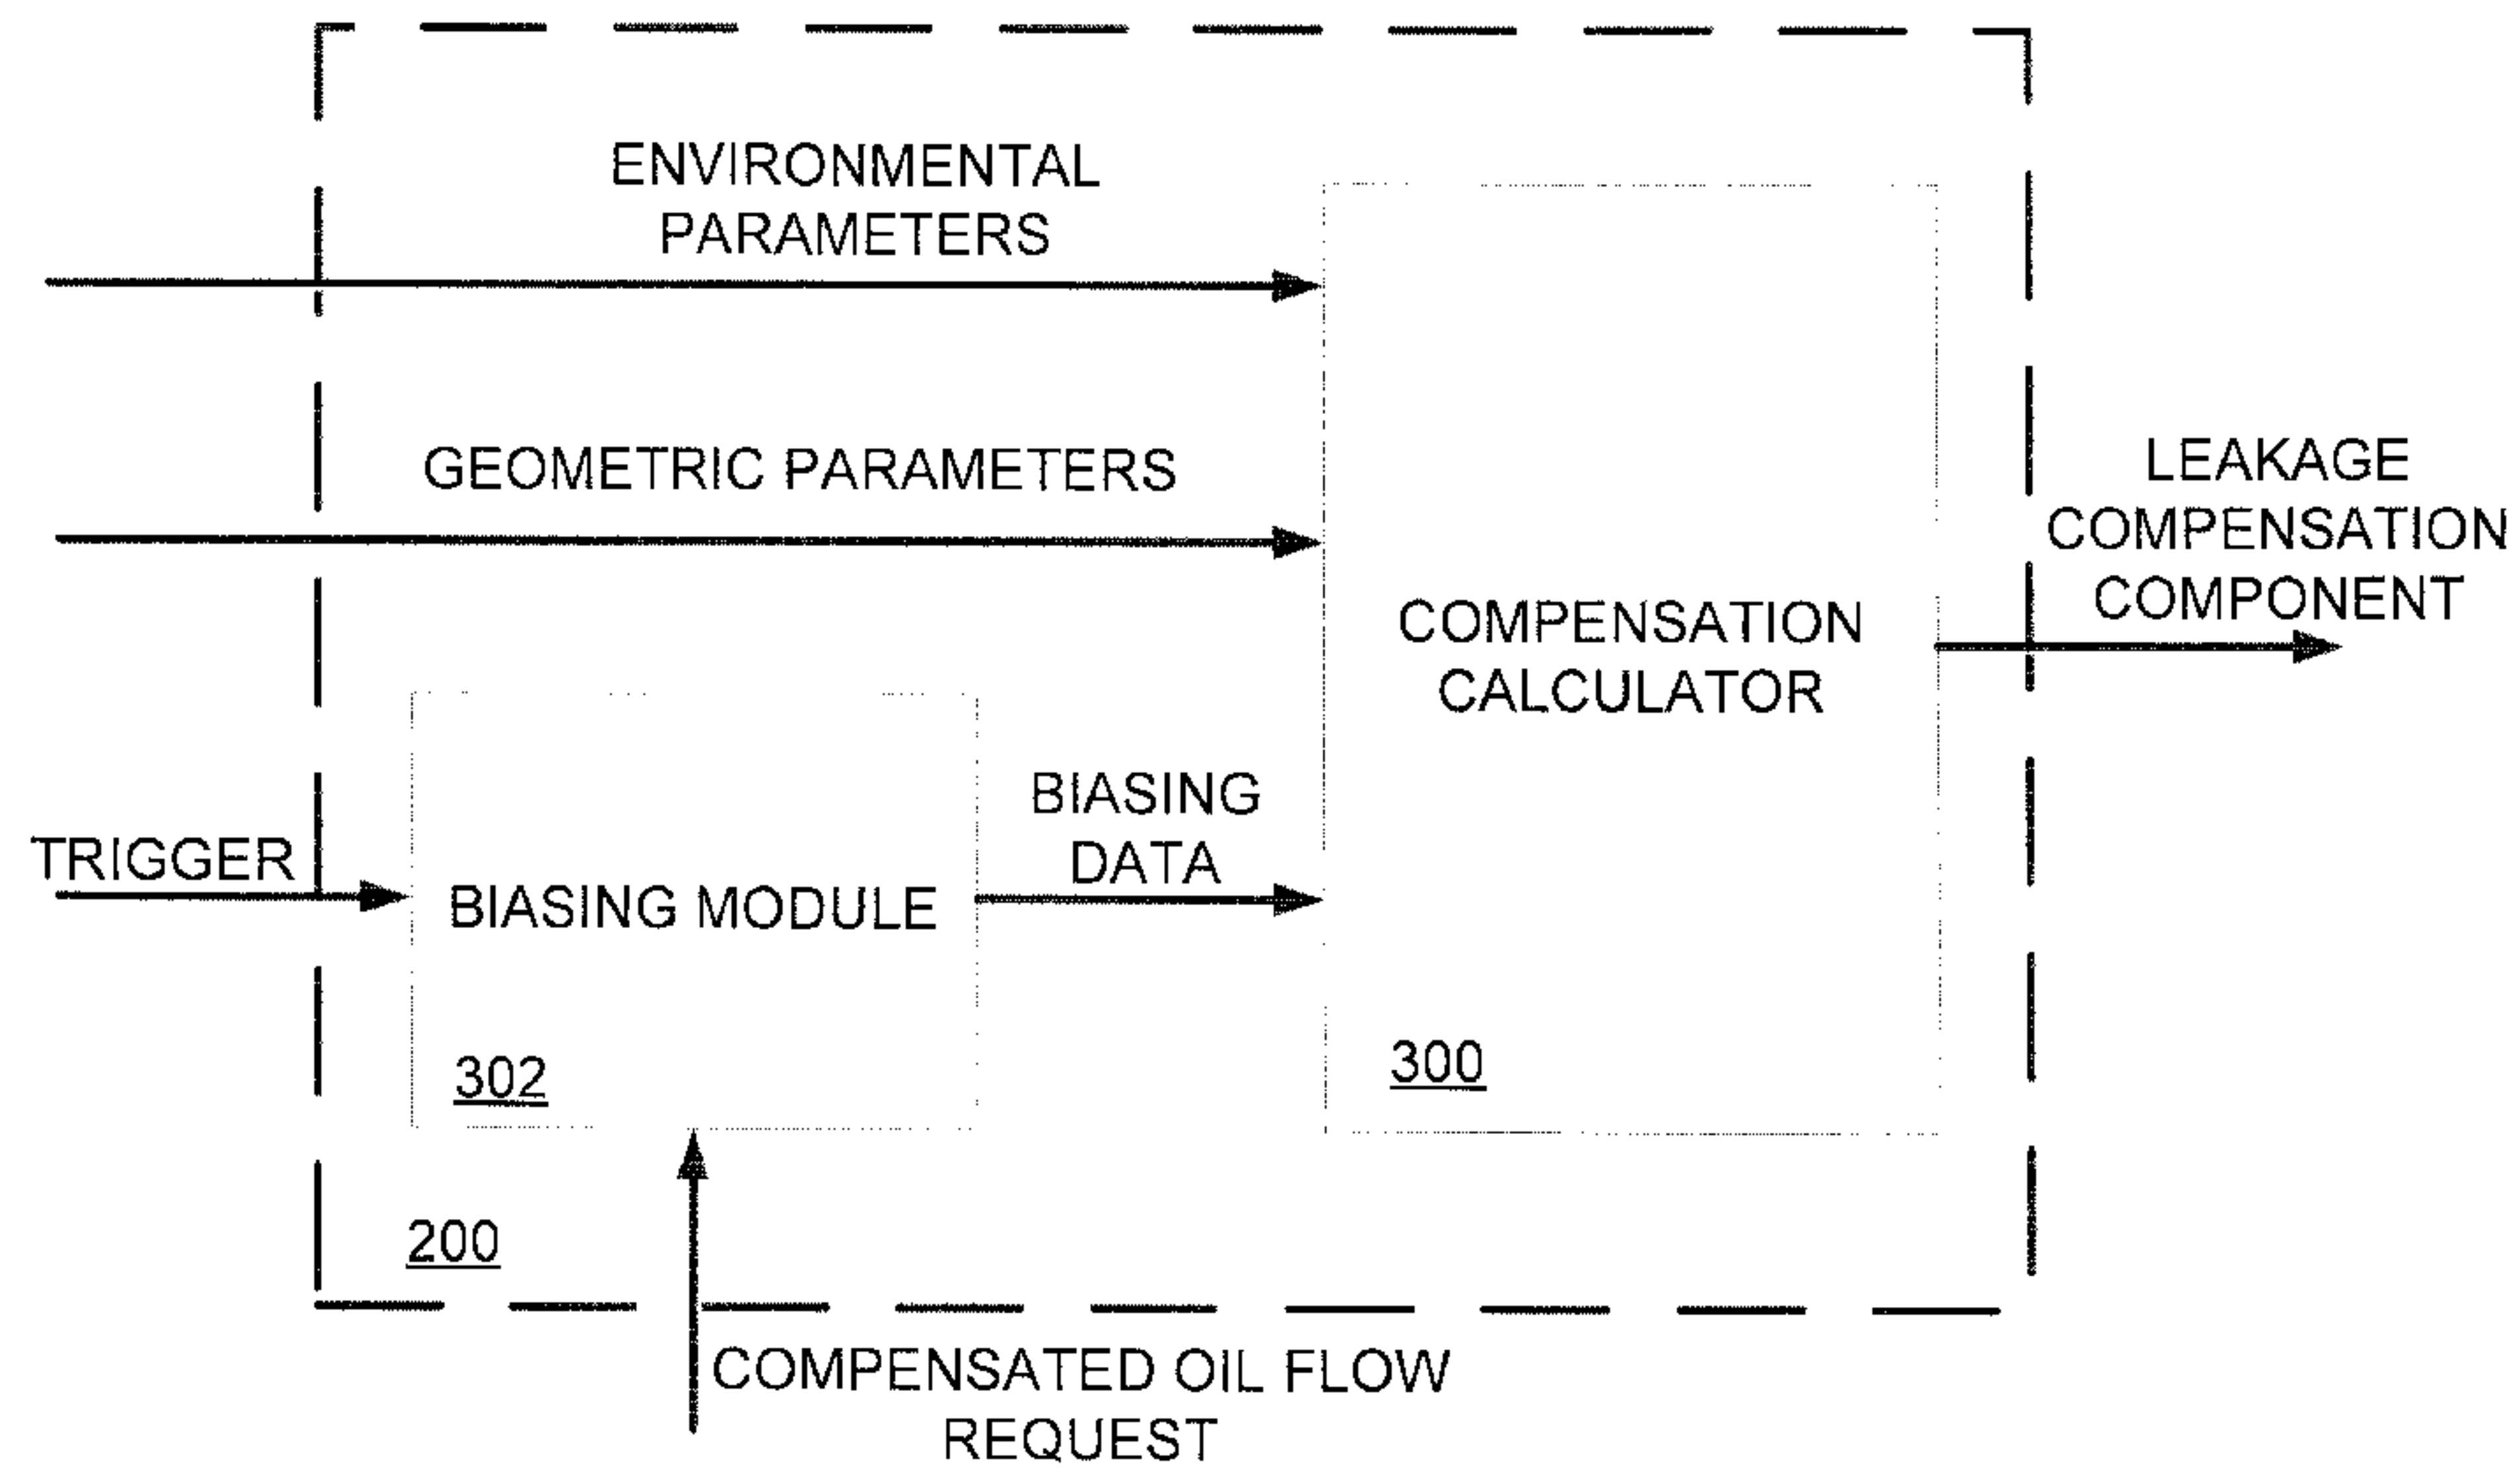 ENVIRONMENTAL
PARAMETERS
GEOMETRIC PARAMETERS
LEAKAGE
COMPENSATION
COMPONENT
COMPENSATION
CALCULATOR
TRIGGER
BIASING MODULE
BIASING
DATA
302
300
200
COMPENSATED OIL FLOW
REQUEST